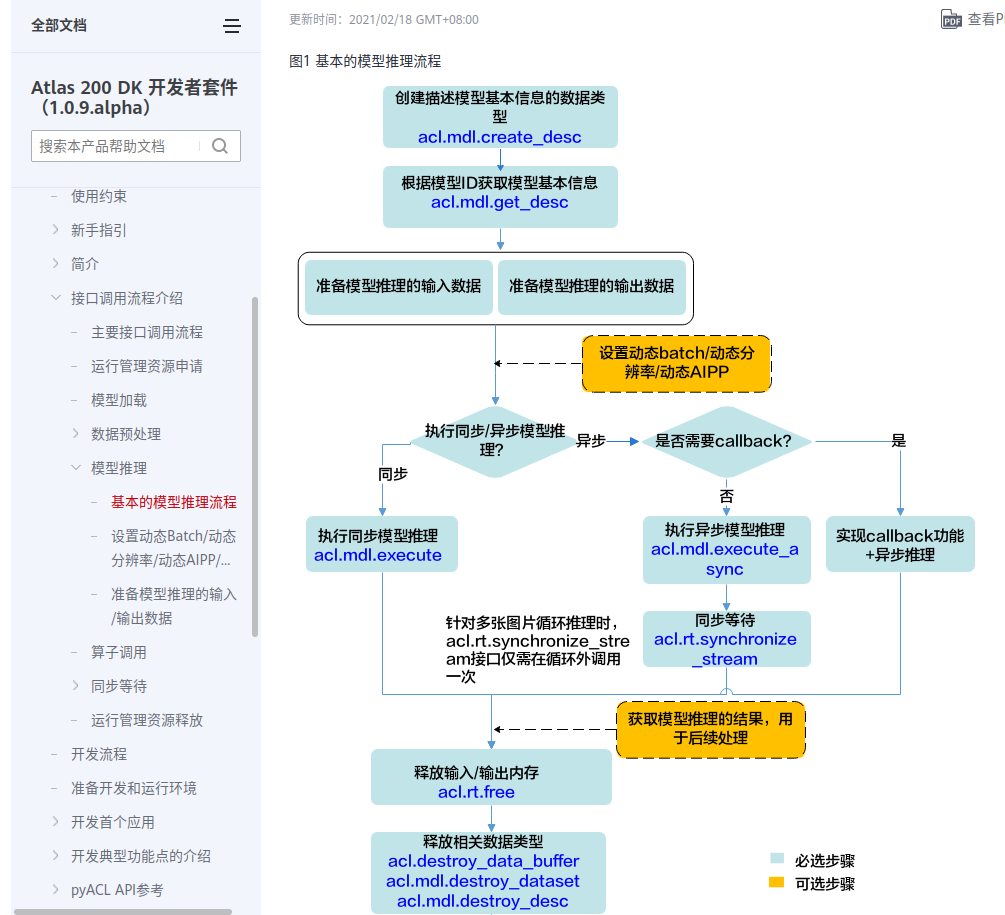 全部文档
Atlas 200 DK 开发者套件
（1.0.9.alpha）
搜索本产品帮助文档
使用约束
新手指引
简介
接口调用流程介绍
主要接口调用流程
运行管理资源申请
模型加载
数据预处理
模型推理
基本的模型推理流程
设置动态Batch/动态
分辨率/动态AIPP/...
准备模型推理的输入
/输出数据
算子调用
同步等待
运行管理资源释放
开发流程
准备开发和运行环境
开发首个应用
开发典型功能点的介绍
pyACL API参考
更新时间：2021/02/18 GMT+08:00
PDF
查看P
图1 基本的模型推理流程
创建描述模型基本信息的数据类
型
acl.mdl.create_desc
根据模型ID获取模型基本信息
acl.mdl.get_desc
准备模型推理的输入数据
准备模型推理的输出数据
设置动态batch/动态分
辨率/动态AIPP
执行同步/异步模型推
理?
异步
是否需要callback?
是
同步
否
执行同步模型推理
acl.mdl.execute
执行异步模型推理
acl.mdl.execute_a
sync
实现callback功能
+异步推理
针对多张图片循环推理时，
acl.rt.synchronize_stre
am接口仅需在循环外调用
一次
同步等待
acl.rt.synchronize
_stream
获取模型推理的结果，用
于后续处理
释放输入/输出内存
acl.rt.free
释放相关数据类型
acl.destroy_data_buffer
acl.mdl.destroy_dataset
acl.mdl.destroy_desc
必选步骤
可选步骤